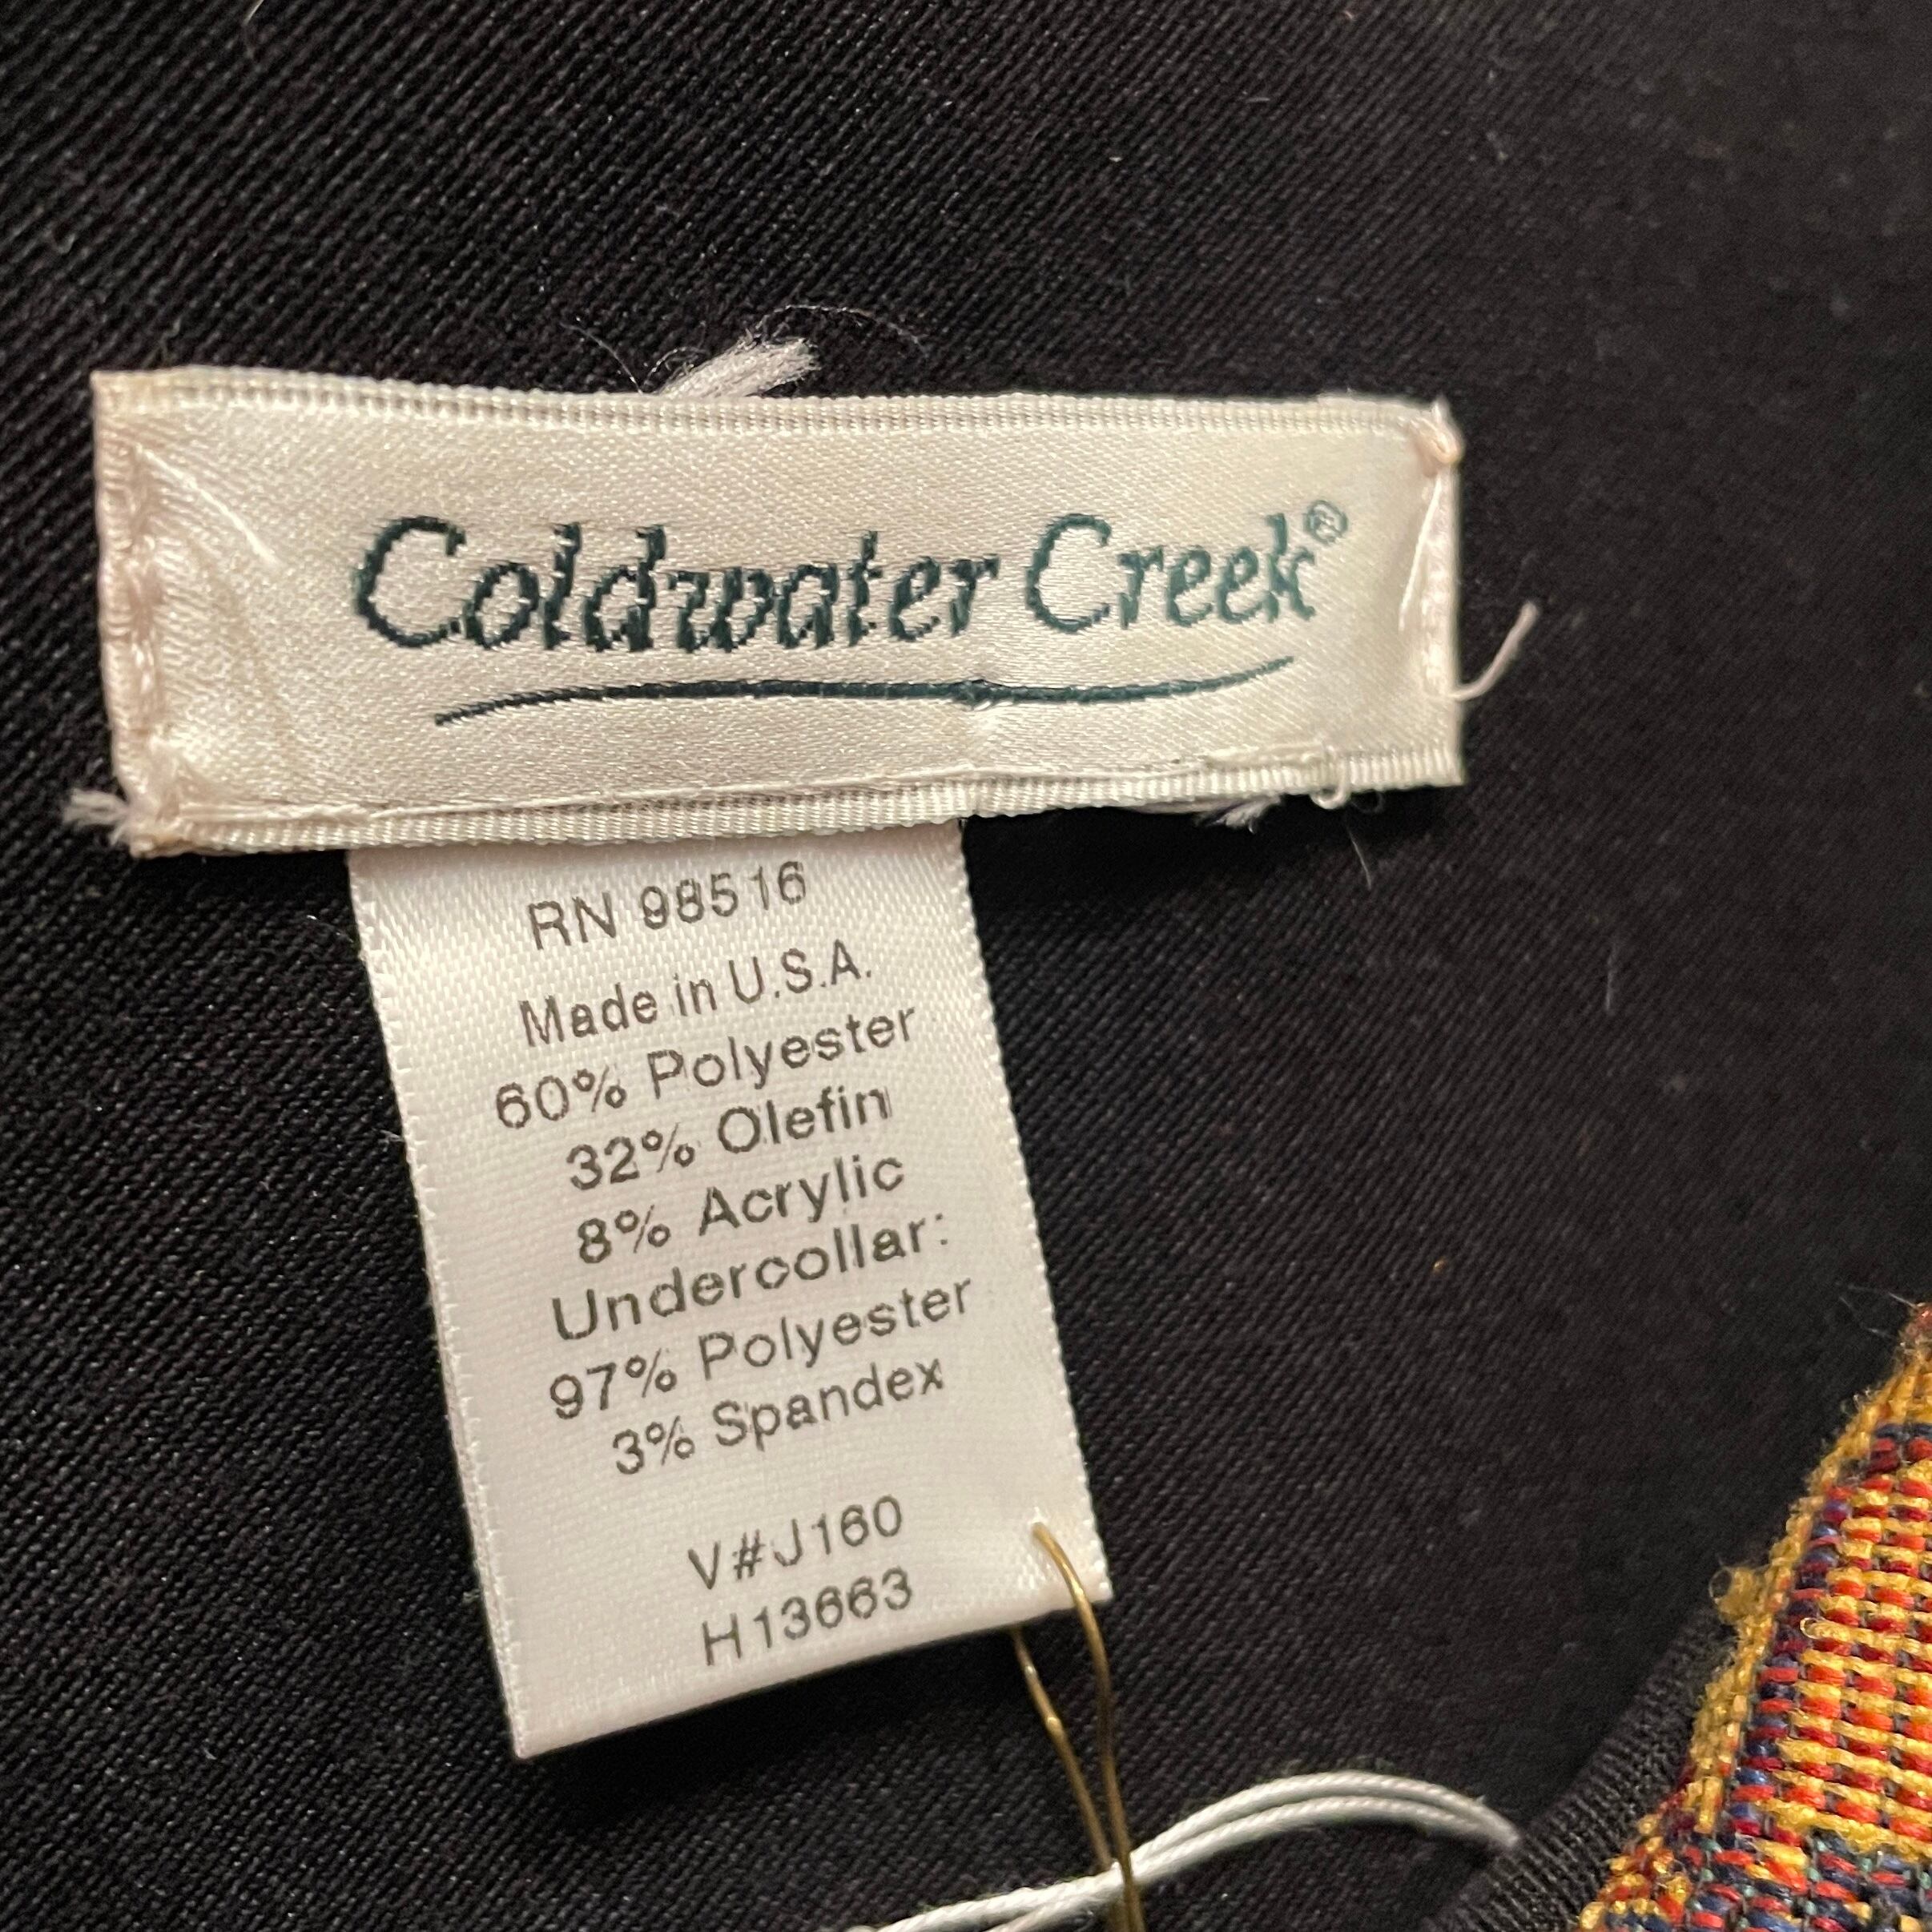 Coldwater Creek®
RN 98516
Made in U.S.A.
60% Polyester
32% Olefin
8% Acrylic
Undercollar:
97% Polyester
3% Spandex
V#J160
H13663